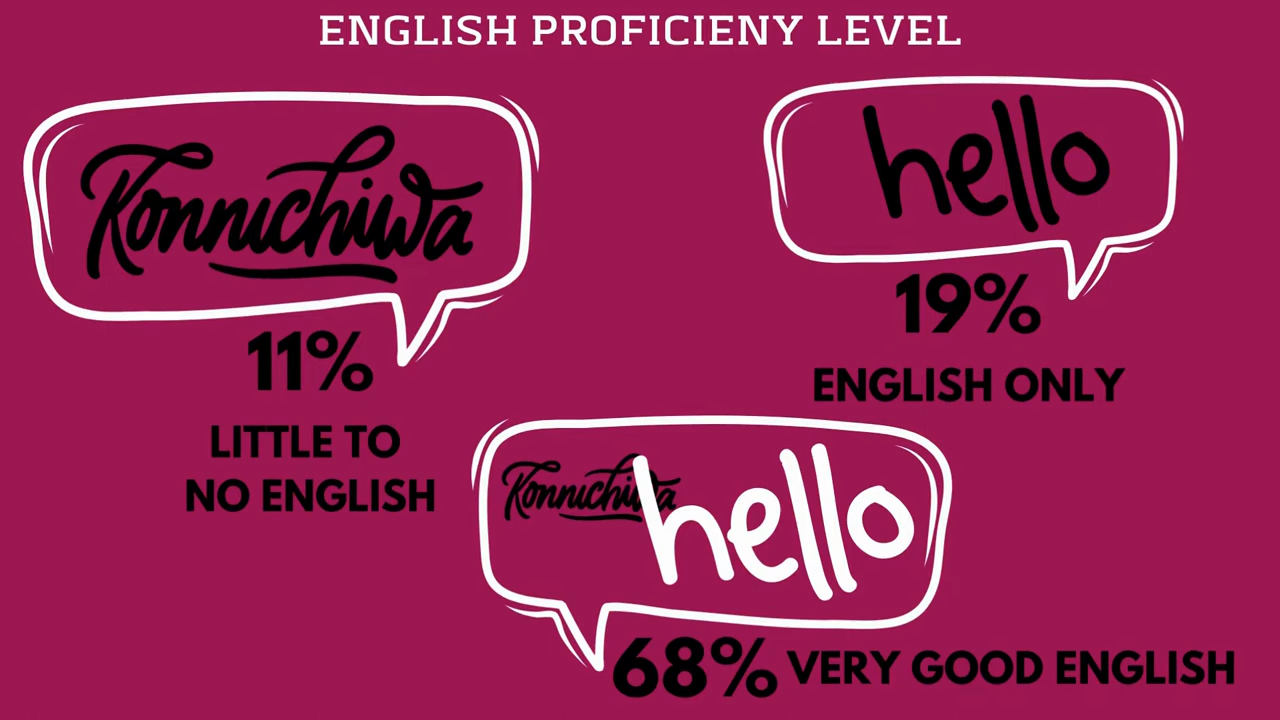 ENGLISH PROFICIENY LEVEL
Konnichiwa
11%
LITTLE TO
NO ENGLISH
hello
19%
ENGLISH ONLY
Konnichiwa hello
68% VERY GOOD ENGLISH